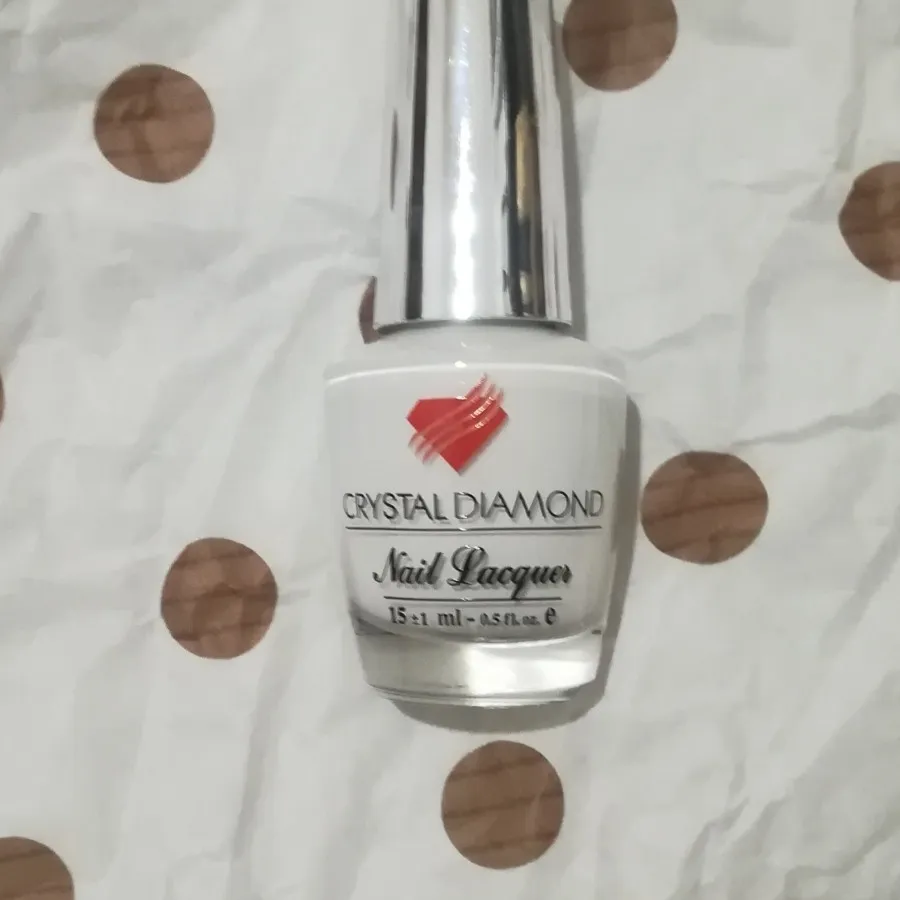 CRYSTAL DIAMOND
Nail Lacquer
15±1 ml - 0.5 fl. oz. e